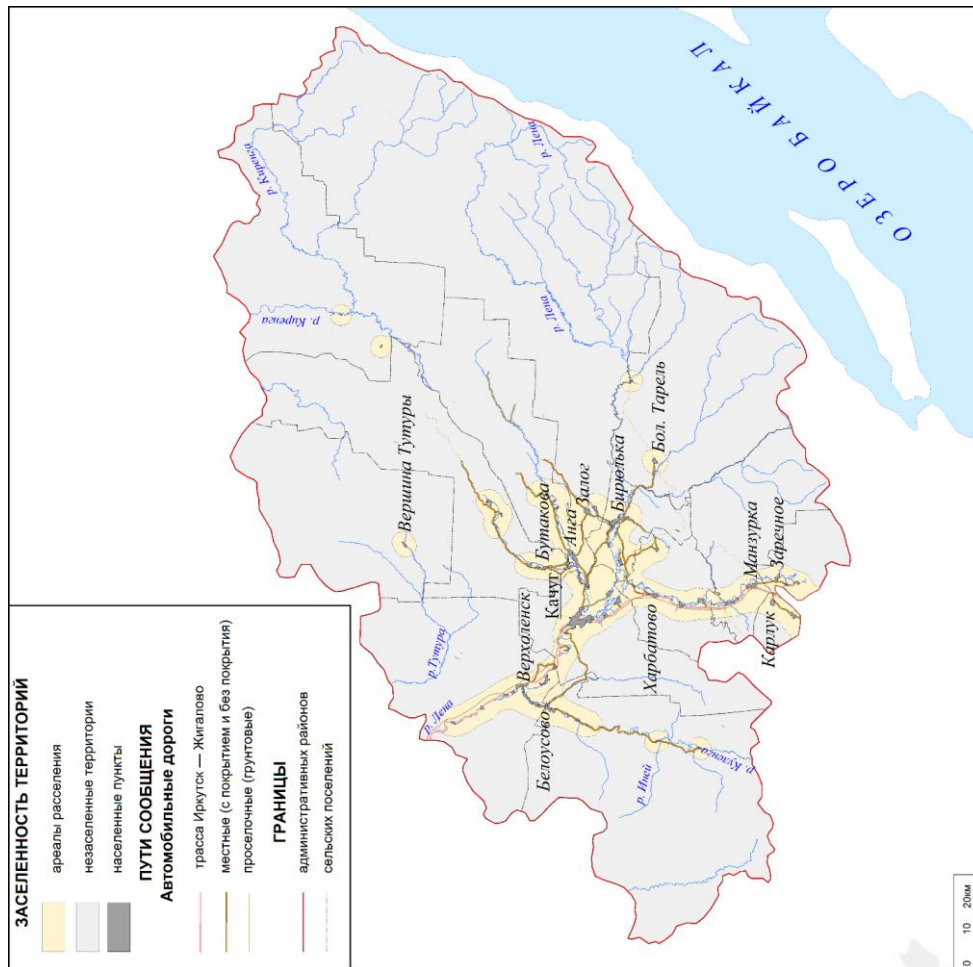 ЗАСЕЛЕННОСТЬ ТЕРРИТОРИЙ
ареалы расселения
незаселенные территории
населенные пункты
ПУТИ СООБЩЕНИЯ
Автомобильные дороги
трасса Иркутск — Жигалово
местные (с покрытием и без покрытия)
проселочные (грунтовые)
ГРАНИЦЫ
административных районов
сельских поселений
ОЗЕРО БАЙКАЛ
р. Киренга
р. Киренга
р. Лена
р. Лена
р. Лена
Вершина Тутуры
р.Тутура
Бутакова
Анга
Залог
Бирюлька
Бол. Тарель
Качуг
Верхоленск
Белоусово
Харбатово
Манзурка
Заречное
Карлук
р. Куленга
р. Иней
0 10 20км